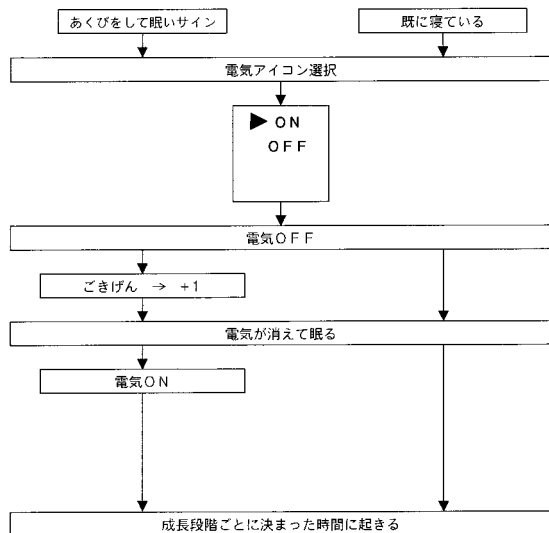 あくびをして眠いサイン
既に寝ている
電気アイコン選択
▶ ON
OFF
電気OFF
ごきげん → +1
電気が消えて眠る
電気ON
成長段階ごとに決まった時間に起きる